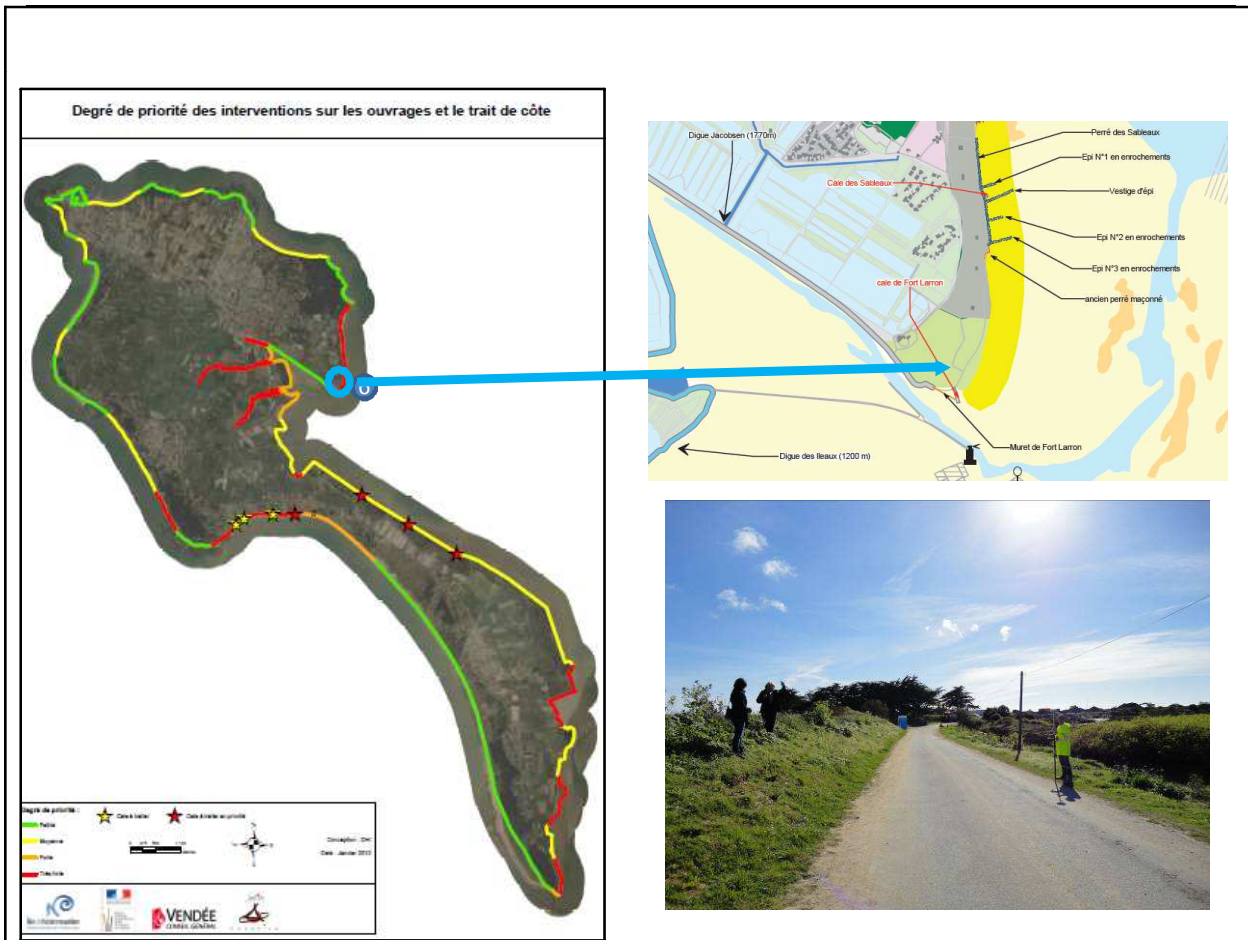 Degré de priorité des interventions sur les ouvrages et le trait de côte
Degré de priorité :
Faible
Moyenne
Forte
Très forte
Cale à traiter
Cale à traiter en priorité
Conception : DHI
VENDÉE
CONSEIL GÉNÉRAL
Digue Jacobsen (1770m)
Perré des Sableaux
Epi N°1 en enrochements
Cale des Sableaux
Vestige d'épi
Epi N°2 en enrochements
Epi N°3 en enrochements
cale de Fort Larron
ancien perré maçonné
Muret de Fort Larron
Digue des Ileaux (1200 m)